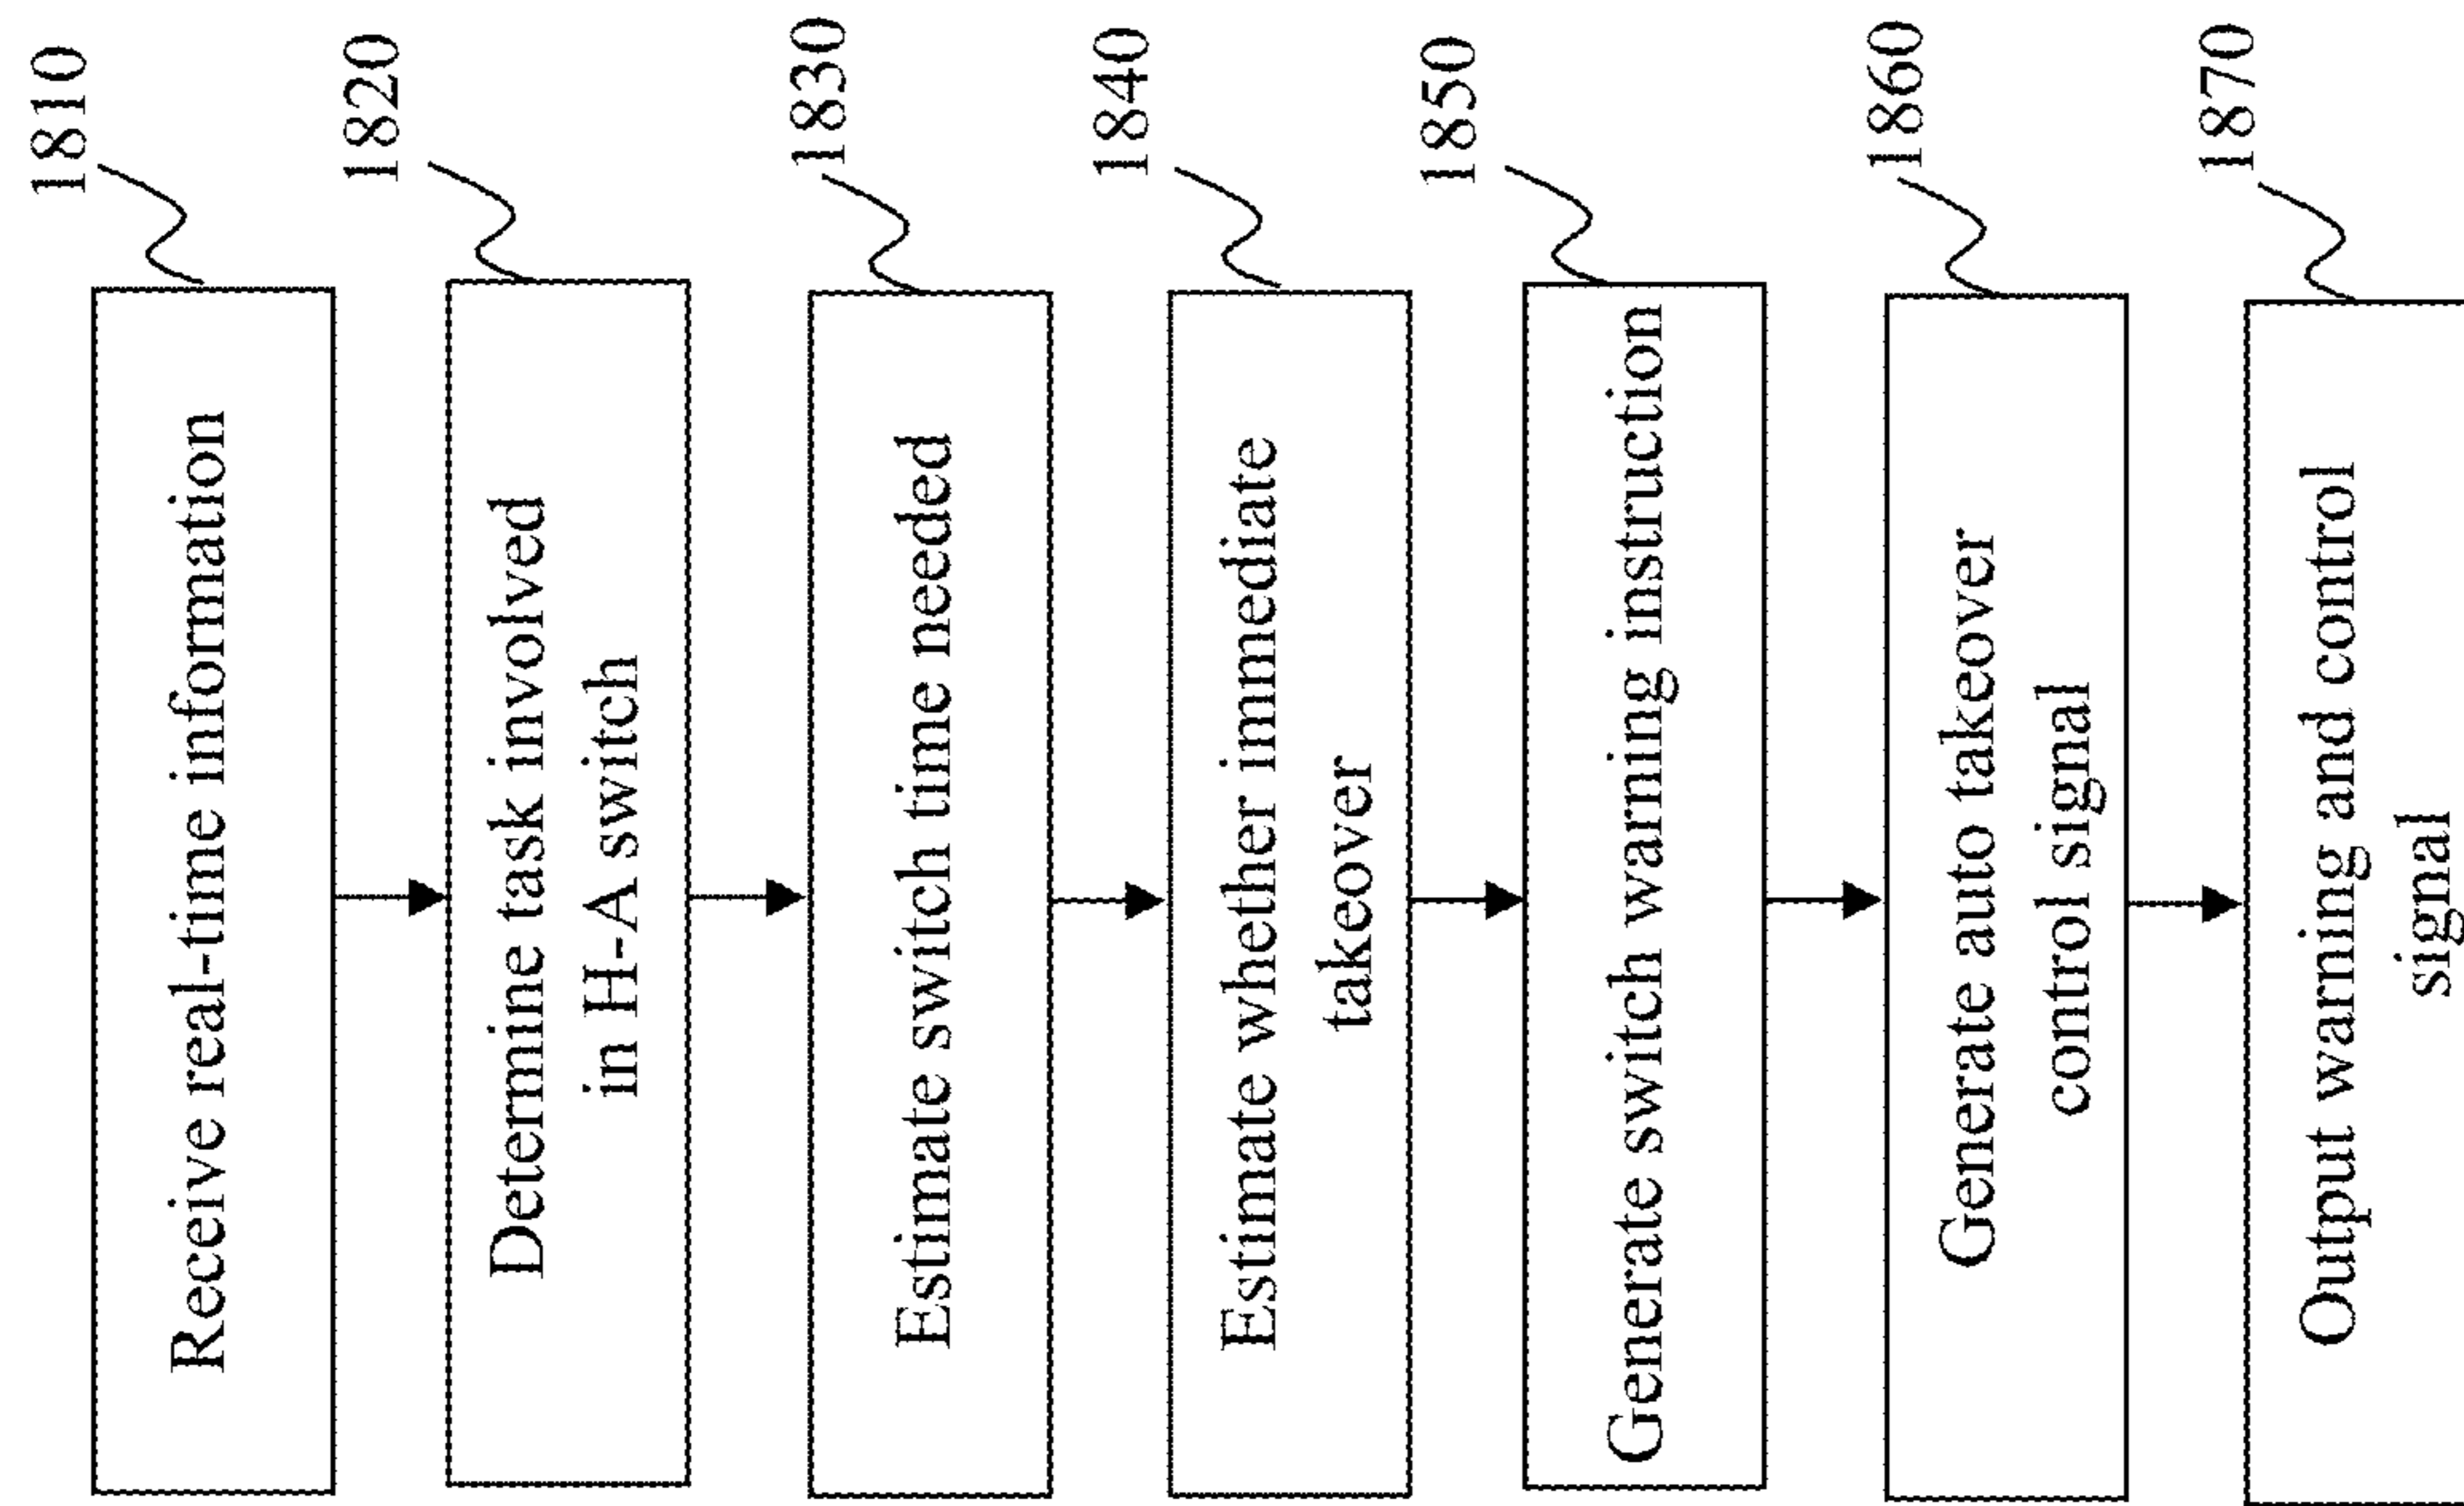 Receive real-time information
1810
Determine task involved
in H-A switch
1820
Estimate switch time needed
1830
Estimate whether immediate
takeover
1840
Generate switch warning instruction
1850
Generate auto takeover
control signal
1860
Output warning and control
signal
1870